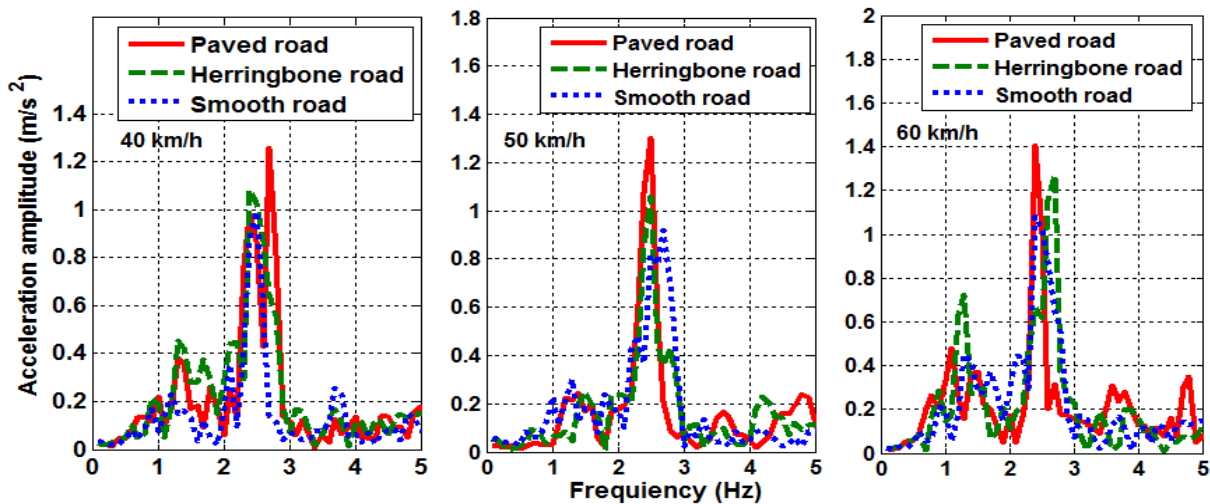 Acceleration amplitude (m/s²)
Paved road
Herringbone road
Smooth road
40 km/h
1.4
1.2
1
0.8
0.6
0.4
0.2
0
0 1 2 3 4 5
Paved road
Herringbone road
Smooth road
50 km/h
1.8
1.6
1.4
1.2
1
0.8
0.6
0.4
0.2
0
0 1 2 3 4 5
Paved road
Herringbone road
Smooth road
60 km/h
2
1.8
1.6
1.4
1.2
1
0.8
0.6
0.4
0.2
0
0 1 2 3 4 5
Frequiency (Hz)